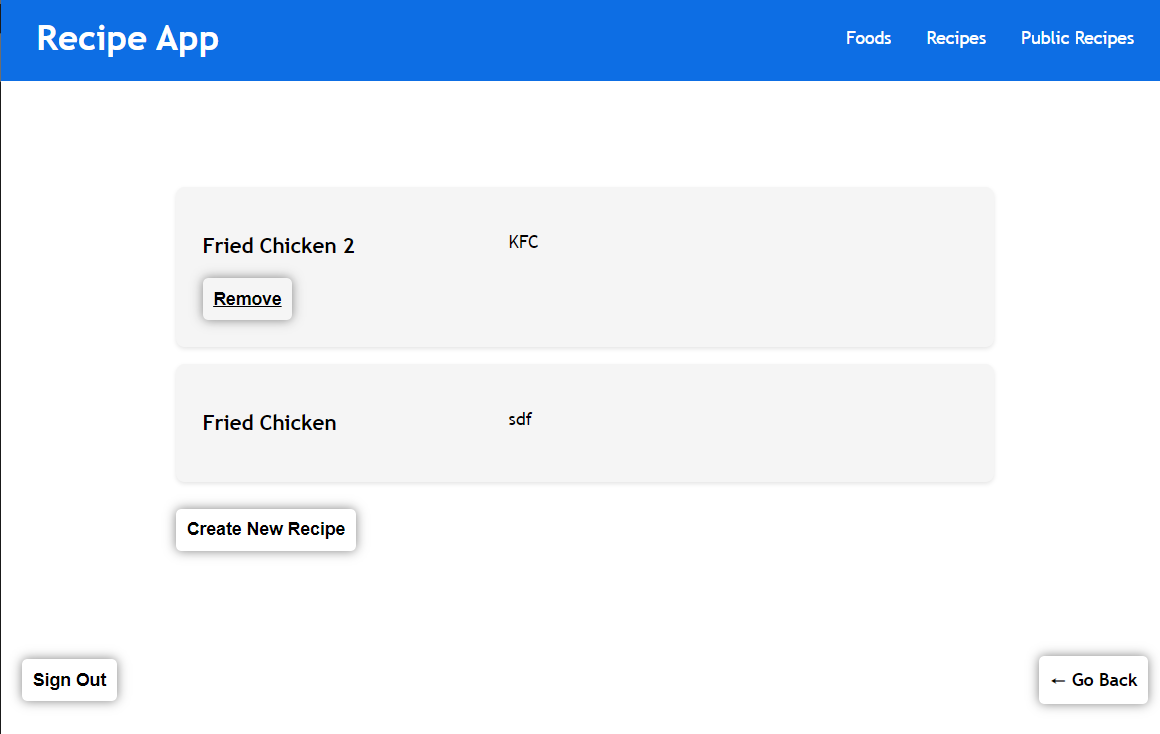 Recipe App
Foods Recipes Public Recipes
Fried Chicken 2 KFC
Remove
Fried Chicken sdf
Create New Recipe
Sign Out
← Go Back